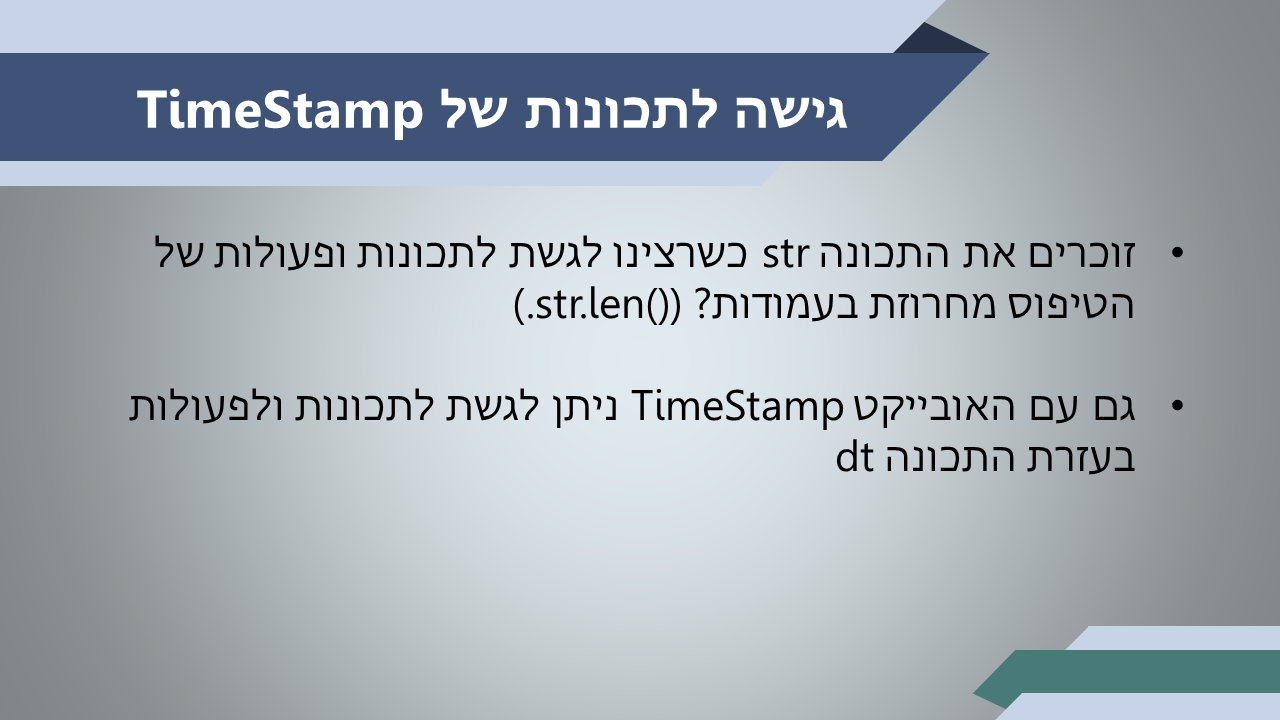 גישה לתכונות של TimeStamp
• זוכרים את התכונה str כשרצינו לגשת לתכונות ופעולות של
הטיפוס מחרוזת בעמודות? (.str.len())
• גם עם האובייקט TimeStamp ניתן לגשת לתכונות ולפעולות
בעזרת התכונה dt